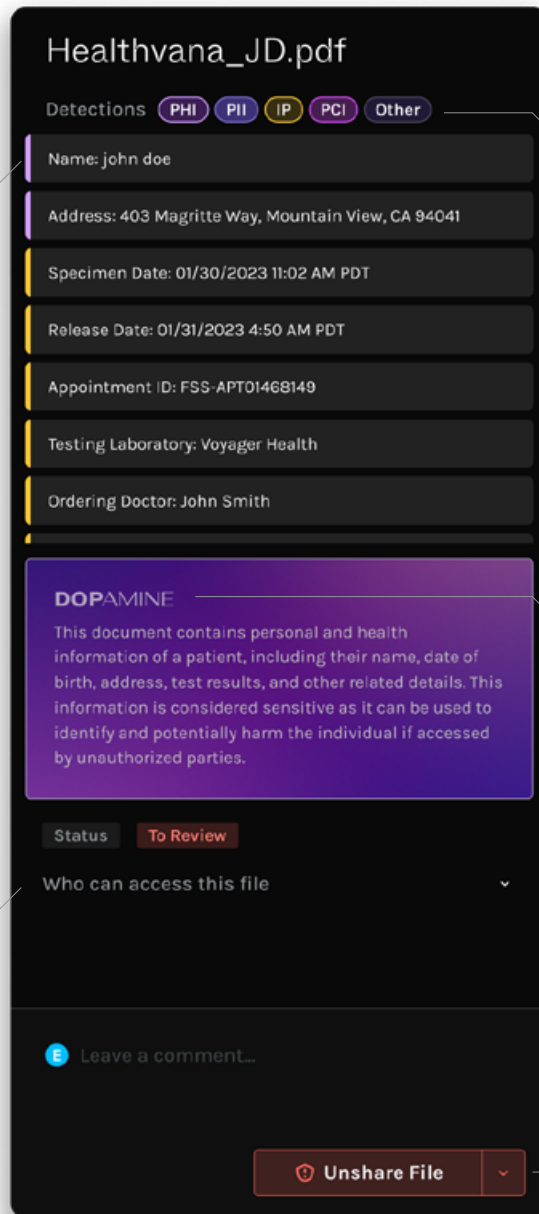 Healthvana_JD.pdf
Detections PHI PII IP PCI Other
Name: john doe
Address: 403 Magritte Way, Mountain View, CA 94041
Specimen Date: 01/30/2023 11:02 AM PDT
Release Date: 01/31/2023 4:50 AM PDT
Appointment ID: FSS-APT01468149
Testing Laboratory: Voyager Health
Ordering Doctor: John Smith
DOPAMINE
This document contains personal and health
information of a patient, including their name, date of
birth, address, test results, and other related details. This
information is considered sensitive as it can be used to
identify and potentially harm the individual if accessed
by unauthorized parties.
Status To Review
Who can access this file
E Leave a comment...
Unshare File